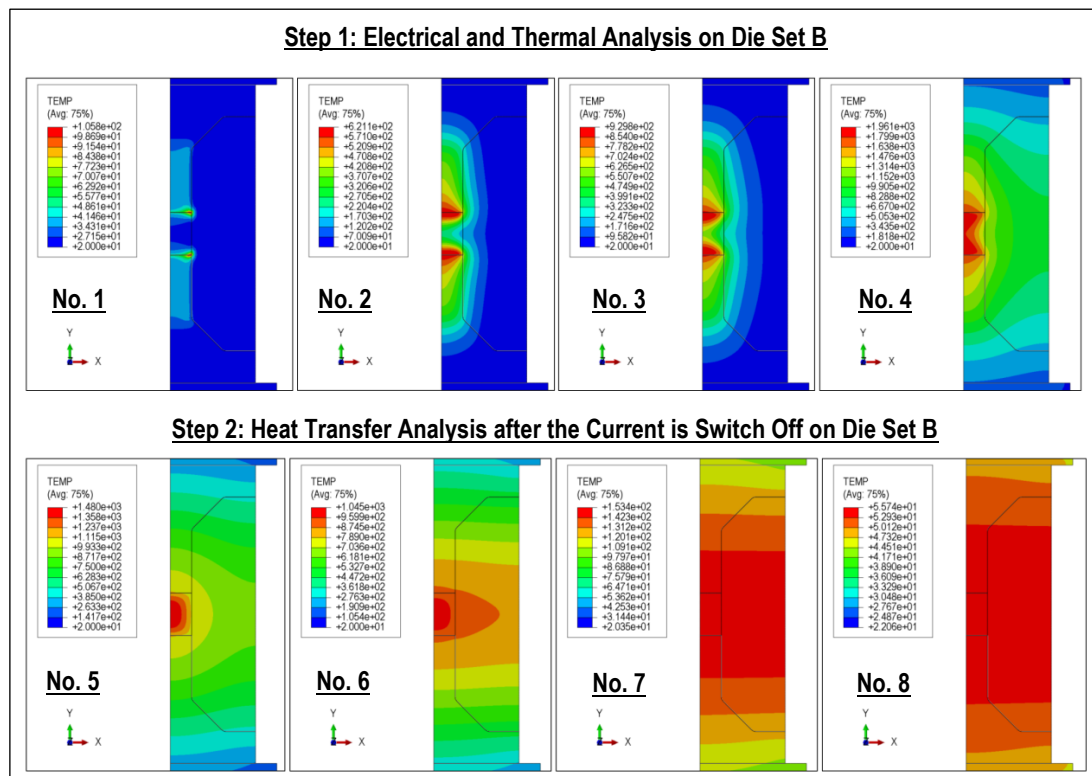 Step 1: Electrical and Thermal Analysis on Die Set B
TEMP
(Avg: 75%)
+1.058e+02
+9.869e+01
+9.154e+01
+8.438e+01
+7.723e+01
+7.007e+01
+6.292e+01
+5.577e+01
+4.861e+01
+4.146e+01
+3.431e+01
+2.715e+01
+2.000e+01
No. 1
Y
X
TEMP
(Avg: 75%)
+6.211e+02
+5.710e+02
+5.209e+02
+4.708e+02
+4.208e+02
+3.707e+02
+3.206e+02
+2.705e+02
+2.204e+02
+1.703e+02
+1.202e+02
+7.009e+01
+2.000e+01
No. 2
Y
X
TEMP
(Avg: 75%)
+9.298e+02
+8.540e+02
+7.782e+02
+7.024e+02
+6.265e+02
+5.507e+02
+4.749e+02
+3.991e+02
+3.233e+02
+2.475e+02
+1.716e+02
+9.582e+01
+2.000e+01
No. 3
Y
X
TEMP
(Avg: 75%)
+1.961e+03
+1.799e+03
+1.638e+03
+1.476e+03
+1.314e+03
+1.152e+03
+9.905e+02
+8.288e+02
+6.670e+02
+5.053e+02
+3.435e+02
+1.818e+02
+2.000e+01
No. 4
Y
X
Step 2: Heat Transfer Analysis after the Current is Switch Off on Die Set B
TEMP
(Avg: 75%)
+1.480e+03
+1.358e+03
+1.237e+03
+1.115e+03
+9.933e+02
+8.717e+02
+7.500e+02
+6.283e+02
+5.067e+02
+3.850e+02
+2.633e+02
+1.417e+02
+2.000e+01
No. 5
Y
X
TEMP
(Avg: 75%)
+1.045e+03
+9.599e+02
+8.745e+02
+7.890e+02
+7.036e+02
+6.181e+02
+5.327e+02
+4.472e+02
+3.618e+02
+2.763e+02
+1.909e+02
+1.054e+02
+2.000e+01
No. 6
Y
X
TEMP
(Avg: 75%)
+1.534e+02
+1.423e+02
+1.312e+02
+1.201e+02
+1.091e+02
+9.797e+01
+8.688e+01
+7.579e+01
+6.471e+01
+5.362e+01
+4.253e+01
+3.144e+01
+2.035e+01
No. 7
Y
X
TEMP
(Avg: 75%)
+5.574e+01
+5.293e+01
+5.012e+01
+4.732e+01
+4.451e+01
+4.171e+01
+3.890e+01
+3.609e+01
+3.329e+01
+3.048e+01
+2.767e+01
+2.487e+01
+2.206e+01
No. 8
Y
X